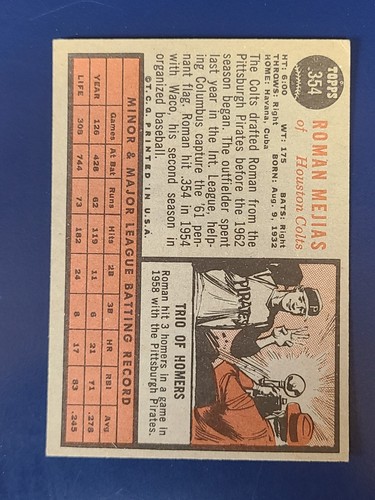 TOPPS
354
ROMAN MEJIAS
of Houston Colts
HT: 6:00 WT: 175 BATS: Right
THROWS: Right BORN: Aug. 9, 1932
HOME: Havana, Cuba
The Colts drafted Roman from the
Pittsburgh Pirates before the 1962
season began. The outfielder spent
last year in the Int. League, help-
ing Columbus capture the '61 pen-
nant flag. Roman hit .354 in 1954
with Waco, his second season in
organized baseball.
©T.C.G. PRINTED IN U.S.A.
PIRATES
TRIO OF HOMERS
Roman hit 3 homers in a game in
1958 with the Pittsburgh Pirates.
MINOR & MAJOR LEAGUE BATTING RECORD
Games At Bat Runs Hits 2B 3B HR RBI Avg.
YEAR 126 428 62 119 11 6 21 71 .278
LIFE 308 744 73 182 24 8 17 83 .245